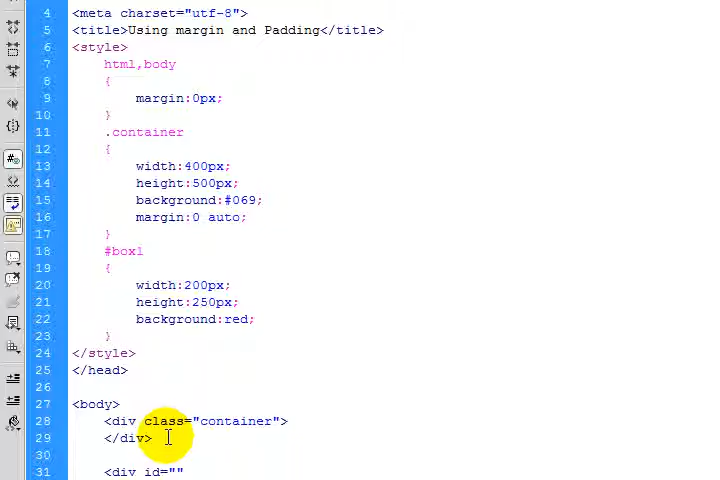 4 <meta charset="utf-8">
5 <title>Using margin and Padding</title>
6 <style>
7 html,body
8 {
9 margin:0px;
10 }
11 .container
12 {
13 width:400px;
14 height:500px;
15 background:#069;
16 margin:0 auto;
17 }
18 #box1
19 {
20 width:200px;
21 height:250px;
22 background:red;
23 }
24 </style>
25 </head>
26
27 <body>
28 <div class="container">
29 </div>
30
31 <div id=""